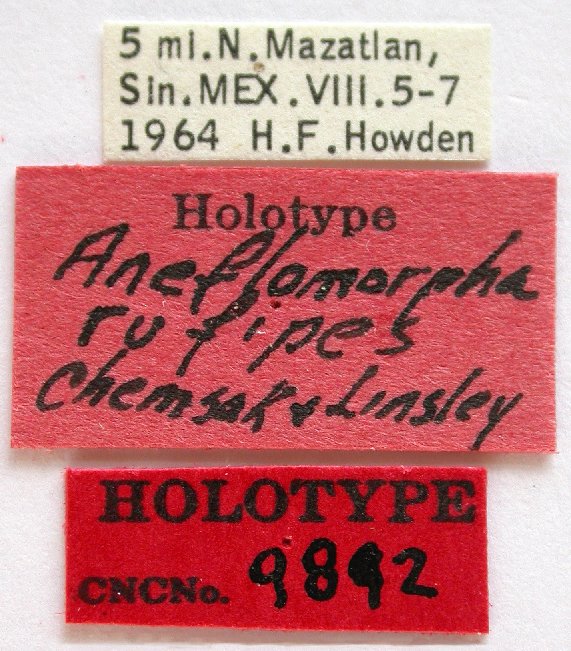 5 mi.N.Mazatlan,
Sin.MEX.VIII.5-7
1964 H.F.Howden
Holotype
Aneflomorpha
rufipes
Chemsak & Linsley
HOLOTYPE
CNCNo. 9892